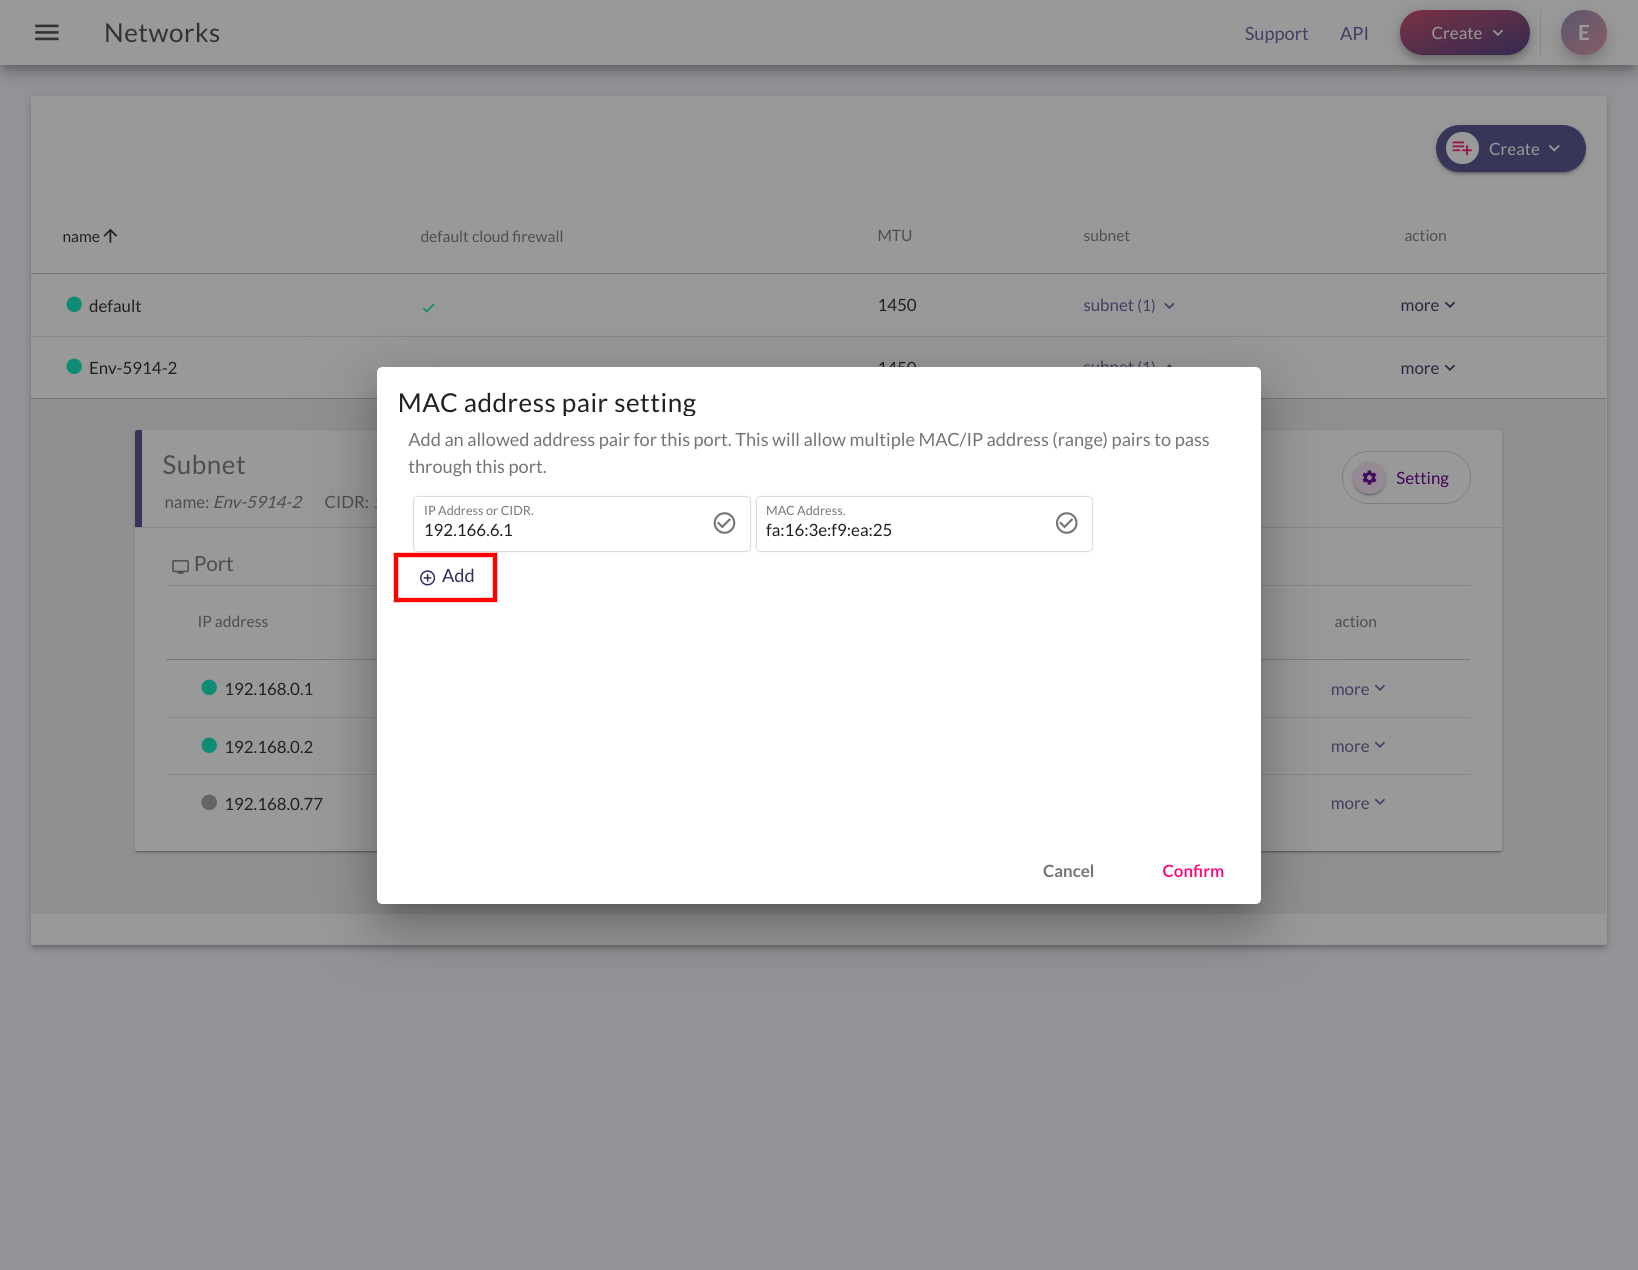 Networks
Support API Create E
Create
name default cloud firewall MTU subnet action
default 1450 subnet (1) more
Env-5914-2 1450 subnet (1) more
MAC address pair setting
Add an allowed address pair for this port. This will allow multiple MAC/IP address (range) pairs to pass
through this port.
Subnet
Setting
name: Env-5914-2 CIDR:
IP Address or CIDR. MAC Address.
192.166.6.1 fa:16:3e:f9:ea:25
Port
Add
IP address action
192.168.0.1 more
192.168.0.2 more
192.168.0.77 more
Cancel Confirm